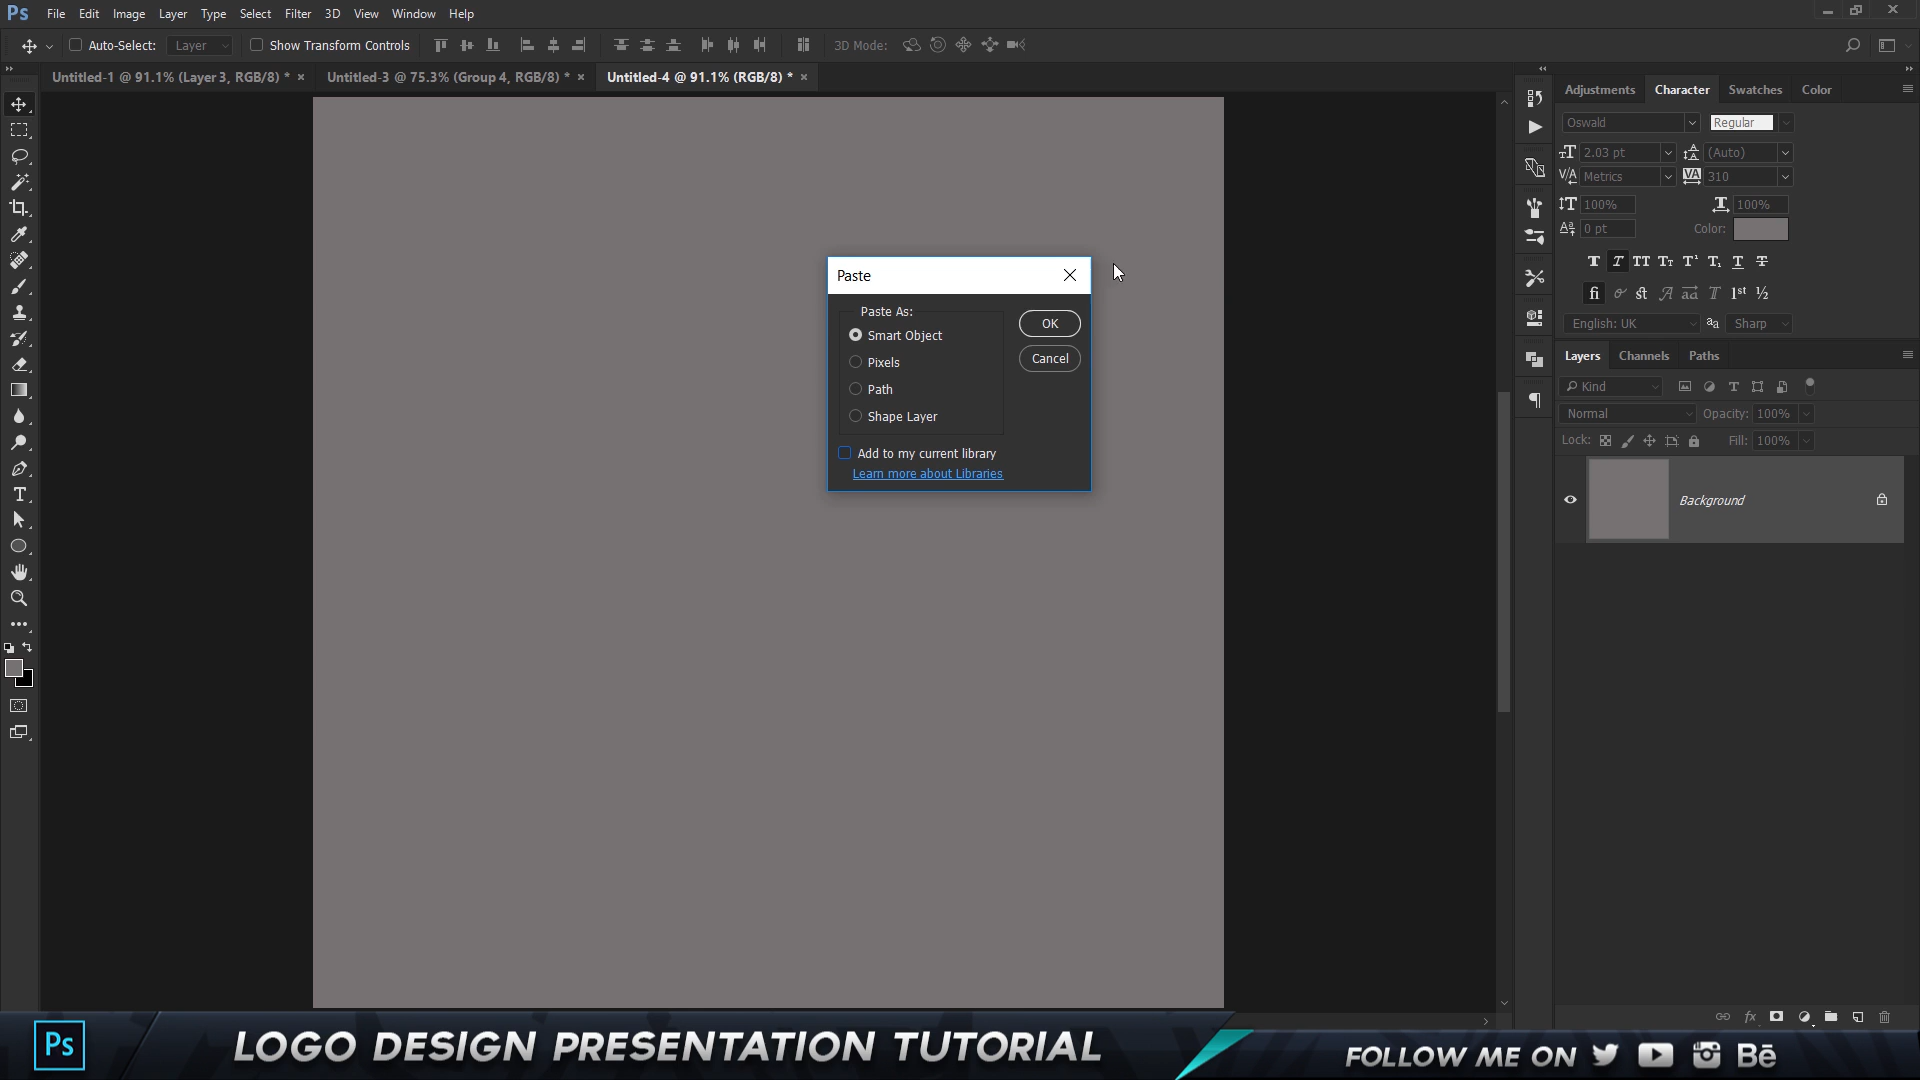 Ps File Edit Image Layer Type Select Filter 3D View Window Help
Auto-Select: Layer Show Transform Controls 3D Mode:
Untitled-1 @ 91.1% (Layer 3, RGB/8) * × Untitled-3 @ 75.3% (Group 4, RGB/8) * × Untitled-4 @ 91.1% (RGB/8) * ×
Paste
Paste As:
Smart Object
Pixels
Path
Shape Layer
OK
Cancel
Add to my current library
Learn more about Libraries
Adjustments Character Swatches Color
Oswald Regular
2.03 pt (Auto)
Metrics 310
100% 100%
0 pt Color:
English: UK aa Sharp
Layers Channels Paths
Kind
Normal Opacity: 100%
Lock: Fill: 100%
Background
Ps LOGO DESIGN PRESENTATION TUTORIAL
FOLLOW ME ON Bē